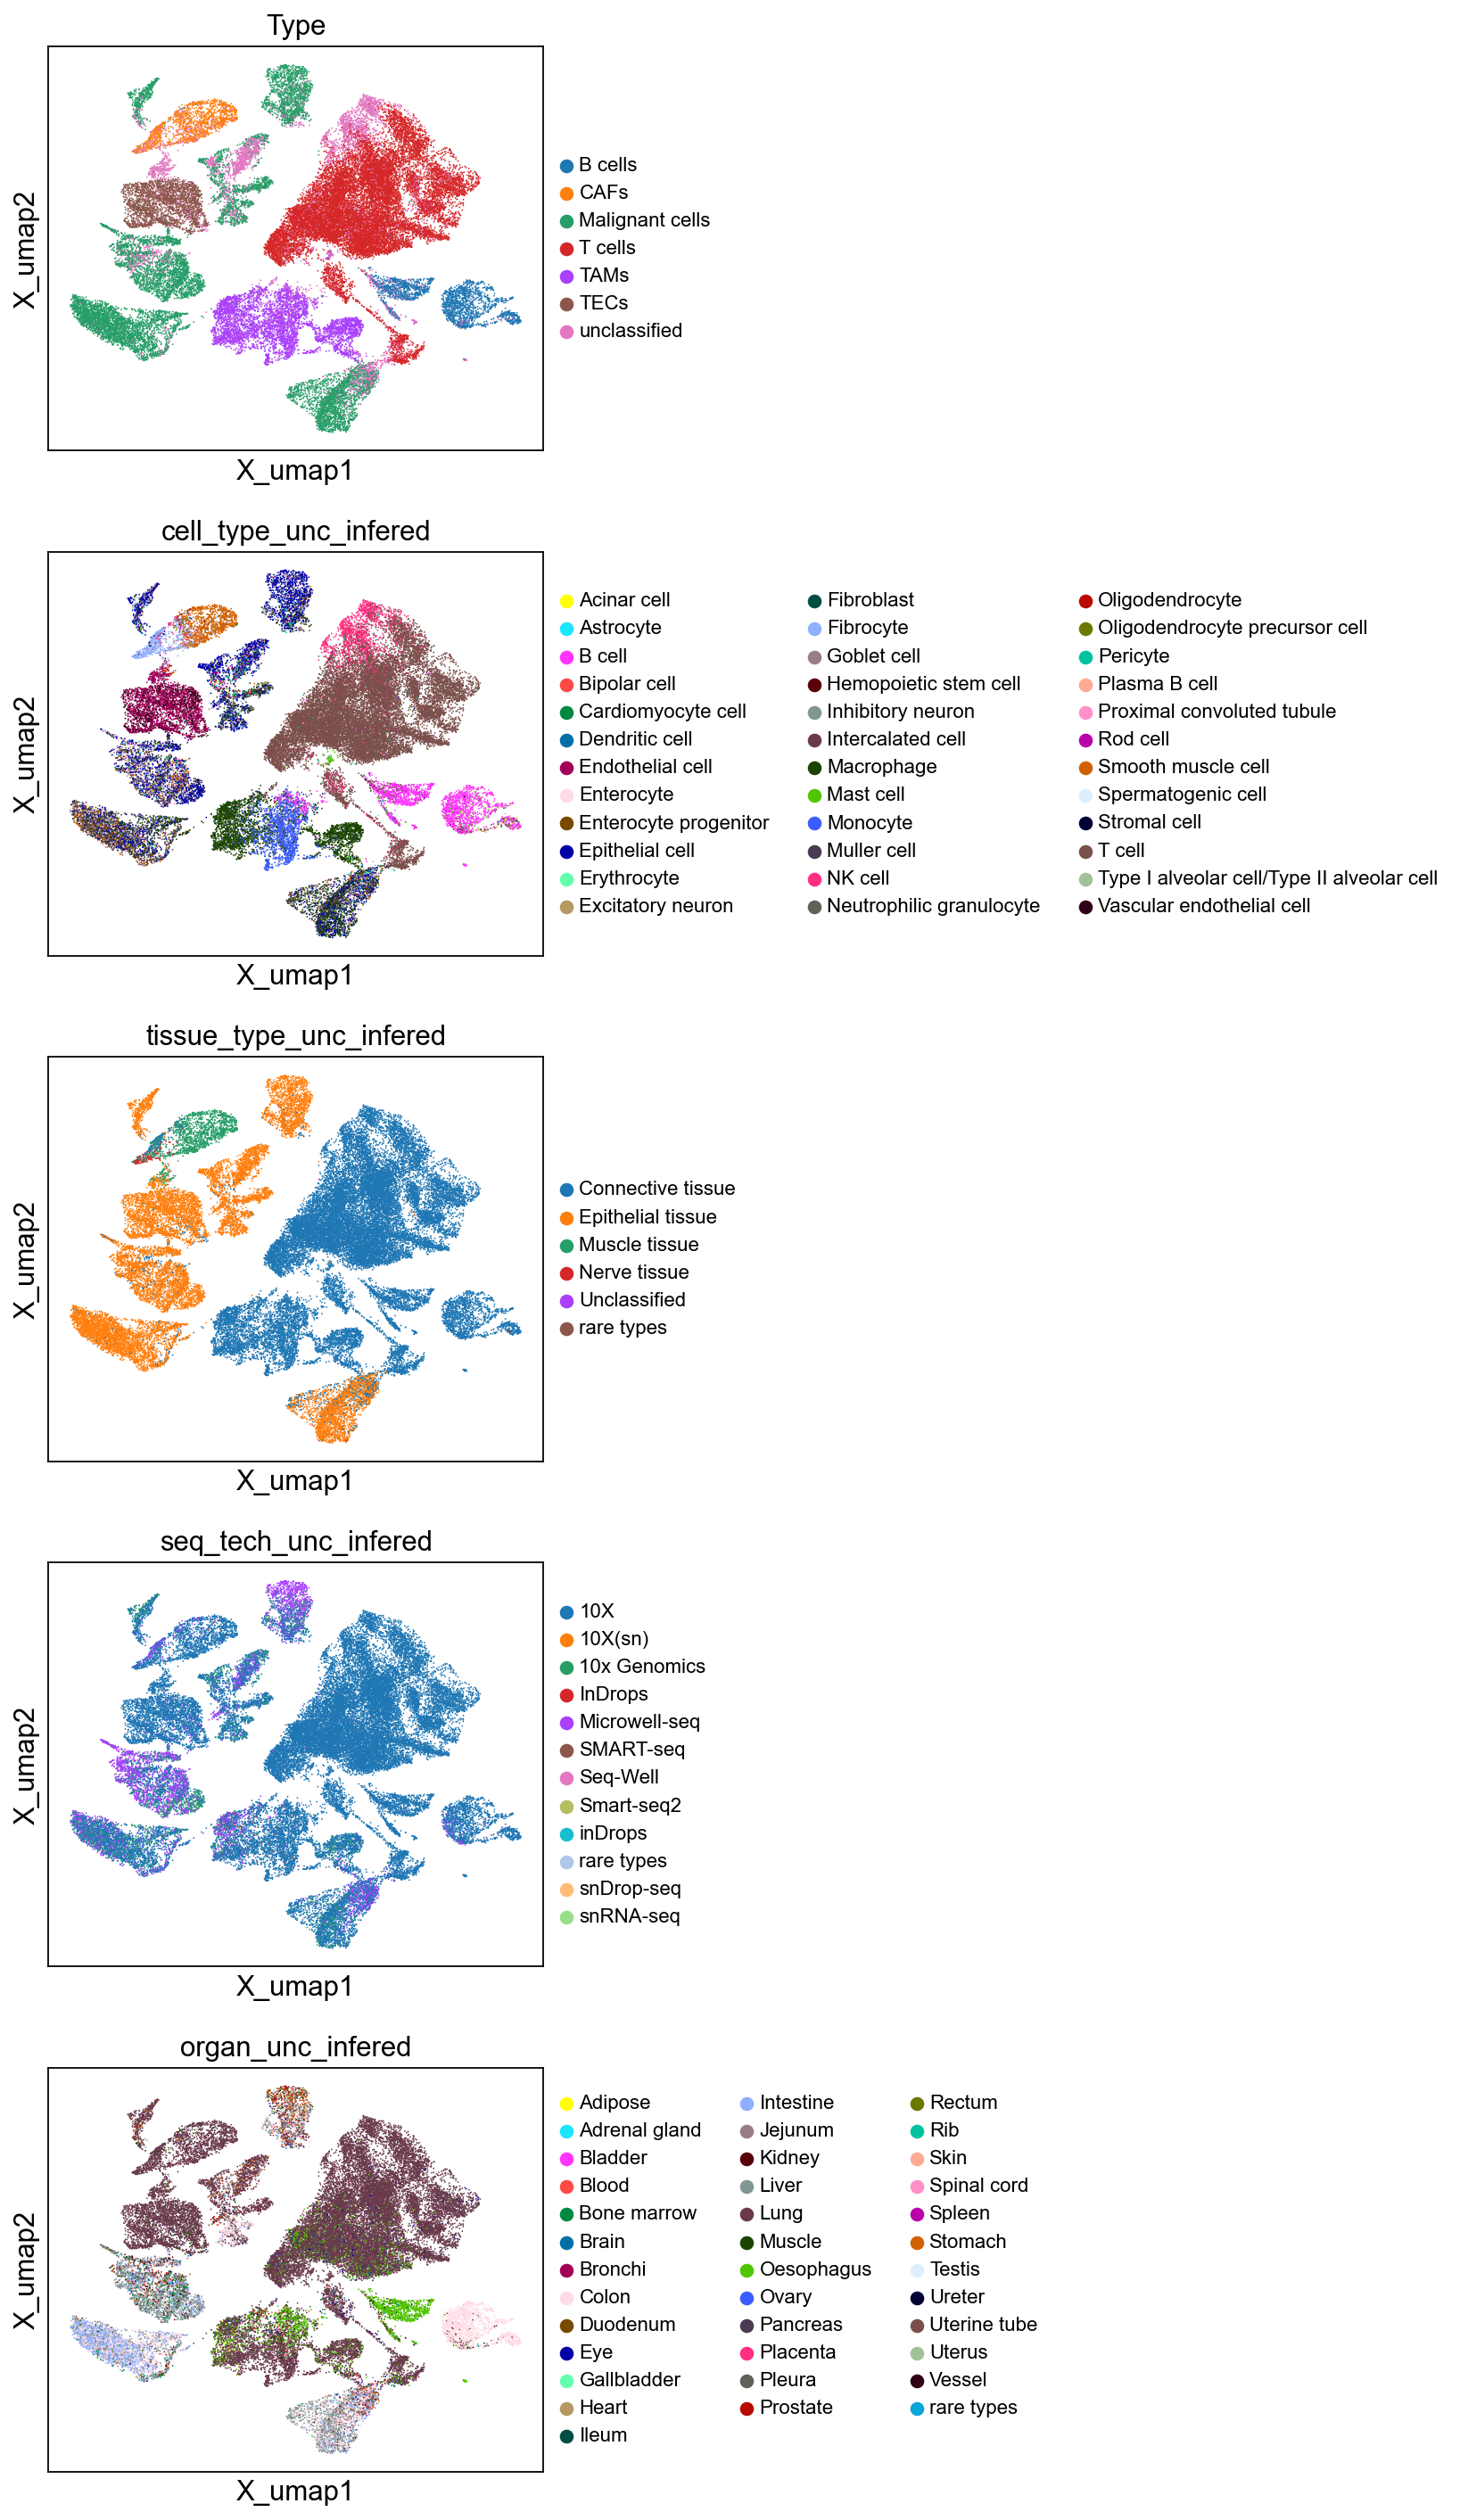 Type
X_umap2
B cells
CAFs
Malignant cells
T cells
TAMs
TECs
unclassified
X_umap1
cell_type_unc_infered
X_umap2
Acinar cell
Astrocyte
B cell
Bipolar cell
Cardiomyocyte cell
Dendritic cell
Endothelial cell
Enterocyte
Enterocyte progenitor
Epithelial cell
Erythrocyte
Excitatory neuron
Fibroblast
Fibrocyte
Goblet cell
Hemopoietic stem cell
Inhibitory neuron
Intercalated cell
Macrophage
Mast cell
Monocyte
Muller cell
NK cell
Neutrophilic granulocyte
Oligodendrocyte
Oligodendrocyte precursor cell
Pericyte
Plasma B cell
Proximal convoluted tubule
Rod cell
Smooth muscle cell
Spermatogenic cell
Stromal cell
T cell
Type I alveolar cell/Type II alveolar cell
Vascular endothelial cell
X_umap1
tissue_type_unc_infered
X_umap2
Connective tissue
Epithelial tissue
Muscle tissue
Nerve tissue
Unclassified
rare types
X_umap1
seq_tech_unc_infered
X_umap2
10X
10X(sn)
10x Genomics
InDrops
Microwell-seq
SMART-seq
Seq-Well
Smart-seq2
inDrops
rare types
snDrop-seq
snRNA-seq
X_umap1
organ_unc_infered
X_umap2
Adipose
Adrenal gland
Bladder
Blood
Bone marrow
Brain
Bronchi
Colon
Duodenum
Eye
Gallbladder
Heart
Ileum
Intestine
Jejunum
Kidney
Liver
Lung
Muscle
Oesophagus
Ovary
Pancreas
Placenta
Pleura
Prostate
Rectum
Rib
Skin
Spinal cord
Spleen
Stomach
Testis
Ureter
Uterine tube
Uterus
Vessel
rare types
X_umap1